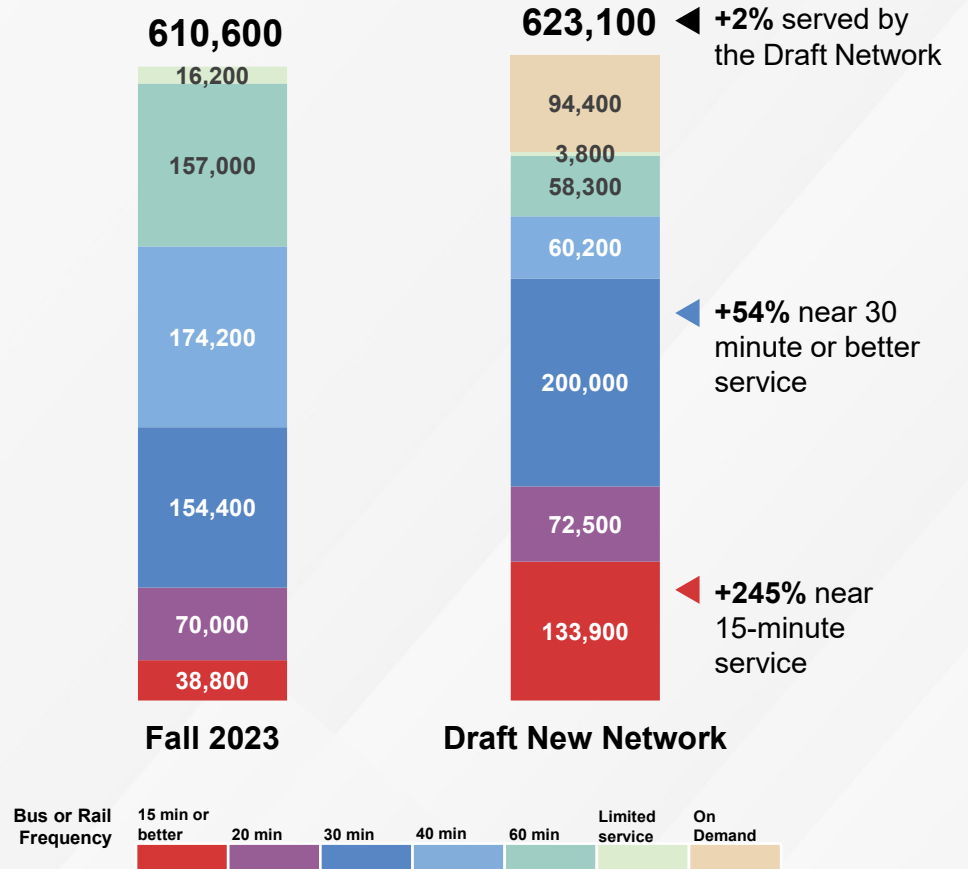 610,600
16,200
157,000
174,200
154,400
70,000
38,800
Fall 2023
623,100
94,400
3,800
58,300
60,200
200,000
72,500
133,900
Draft New Network
+2% served by
the Draft Network
+54% near 30
minute or better
service
+245% near
15-minute
service
Bus or Rail
Frequency
15 min or
better
20 min
30 min
40 min
60 min
Limited
service
On
Demand